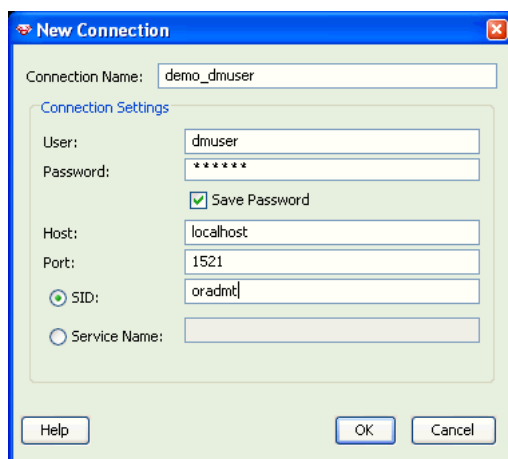 New Connection
Connection Name: demo_dmuser
Connection Settings
User: dmuser
Password: ******
Save Password
Host: localhost
Port: 1521
SID: oradmt
Service Name:
Help OK Cancel